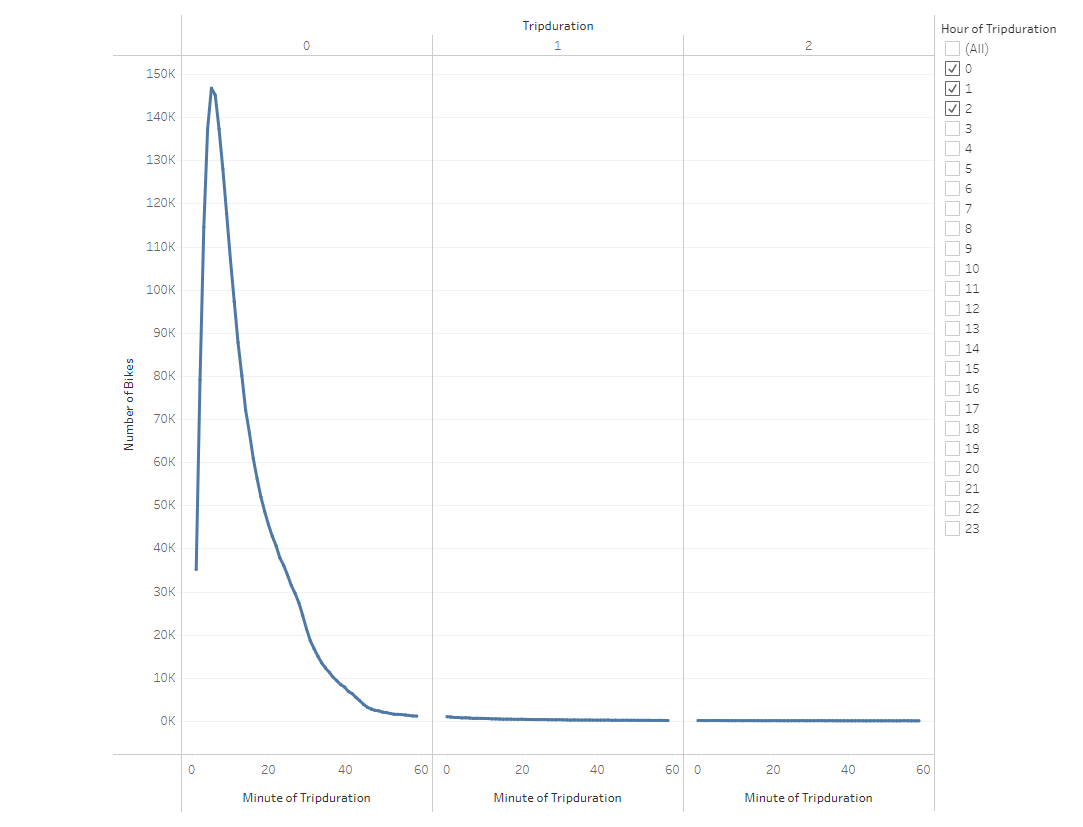 Tripduration
0 1 2
150K
140K
130K
120K
110K
100K
90K
80K
70K
60K
50K
40K
30K
20K
10K
0K
Number of Bikes
0 20 40 60 0 20 40 60 0 20 40 60
Minute of Tripduration Minute of Tripduration Minute of Tripduration
Hour of Tripduration
(All)
0
1
2
3
4
5
6
7
8
9
10
11
12
13
14
15
16
17
18
19
20
21
22
23